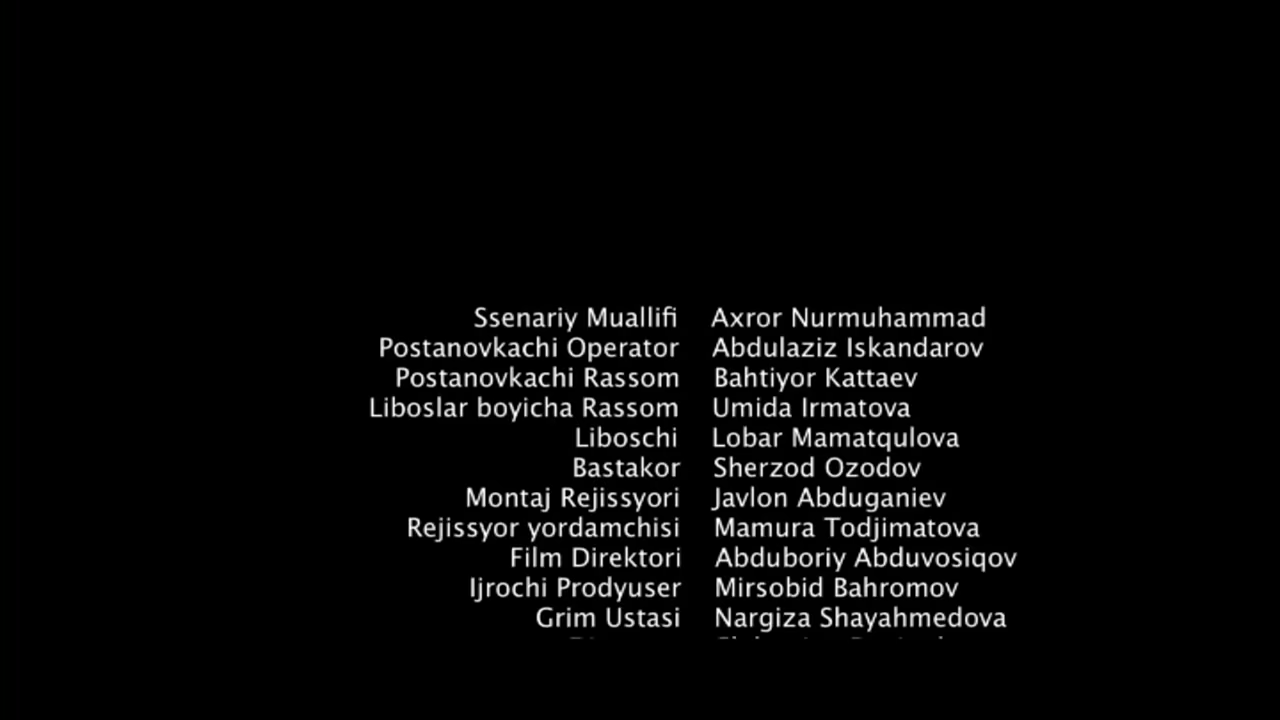 Ssenariy Muallifi Axror Nurmuhammad
Postanovkachi Operator Abdulaziz Iskandarov
Postanovkachi Rassom Bahtiyor Kattaev
Liboslar boyicha Rassom Umida Irmatova
Liboschi Lobar Mamatqulova
Bastakor Sherzod Ozodov
Montaj Rejissyori Javlon Abduganiev
Rejissyor yordamchisi Mamura Todjimatova
Film Direktori Abduboriy Abduvosiqov
Ijrochi Prodyuser Mirsobid Bahromov
Grim Ustasi Nargiza Shayahmedova